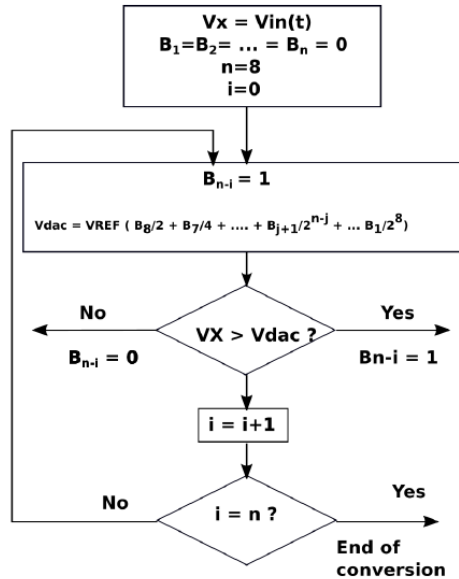 Vx = Vin(t)
B₁=B₂= ... = Bₙ = 0
n=8
i=0
Bₙ₋ᵢ = 1
Vdac = VREF ( B₈/2 + B₇/4 + .... + Bⱼ₊₁/2ⁿ⁻ʲ + ... B₁/2⁸)
No
Yes
VX > Vdac ?
Bₙ₋ᵢ = 0
Bn-i = 1
i = i+1
No
Yes
i = n ?
End of
conversion